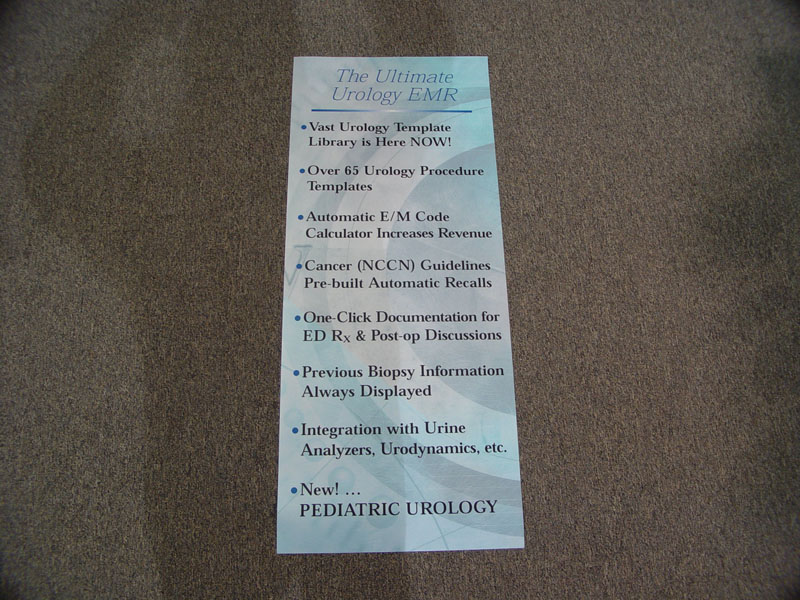 The Ultimate
Urology EMR
• Vast Urology Template
Library is Here NOW!
• Over 65 Urology Procedure
Templates
• Automatic E/M Code
Calculator Increases Revenue
• Cancer (NCCN) Guidelines
Pre-built Automatic Recalls
• One-Click Documentation for
ED Rx & Post-op Discussions
• Previous Biopsy Information
Always Displayed
• Integration with Urine
Analyzers, Urodynamics, etc.
• New! ...
PEDIATRIC UROLOGY